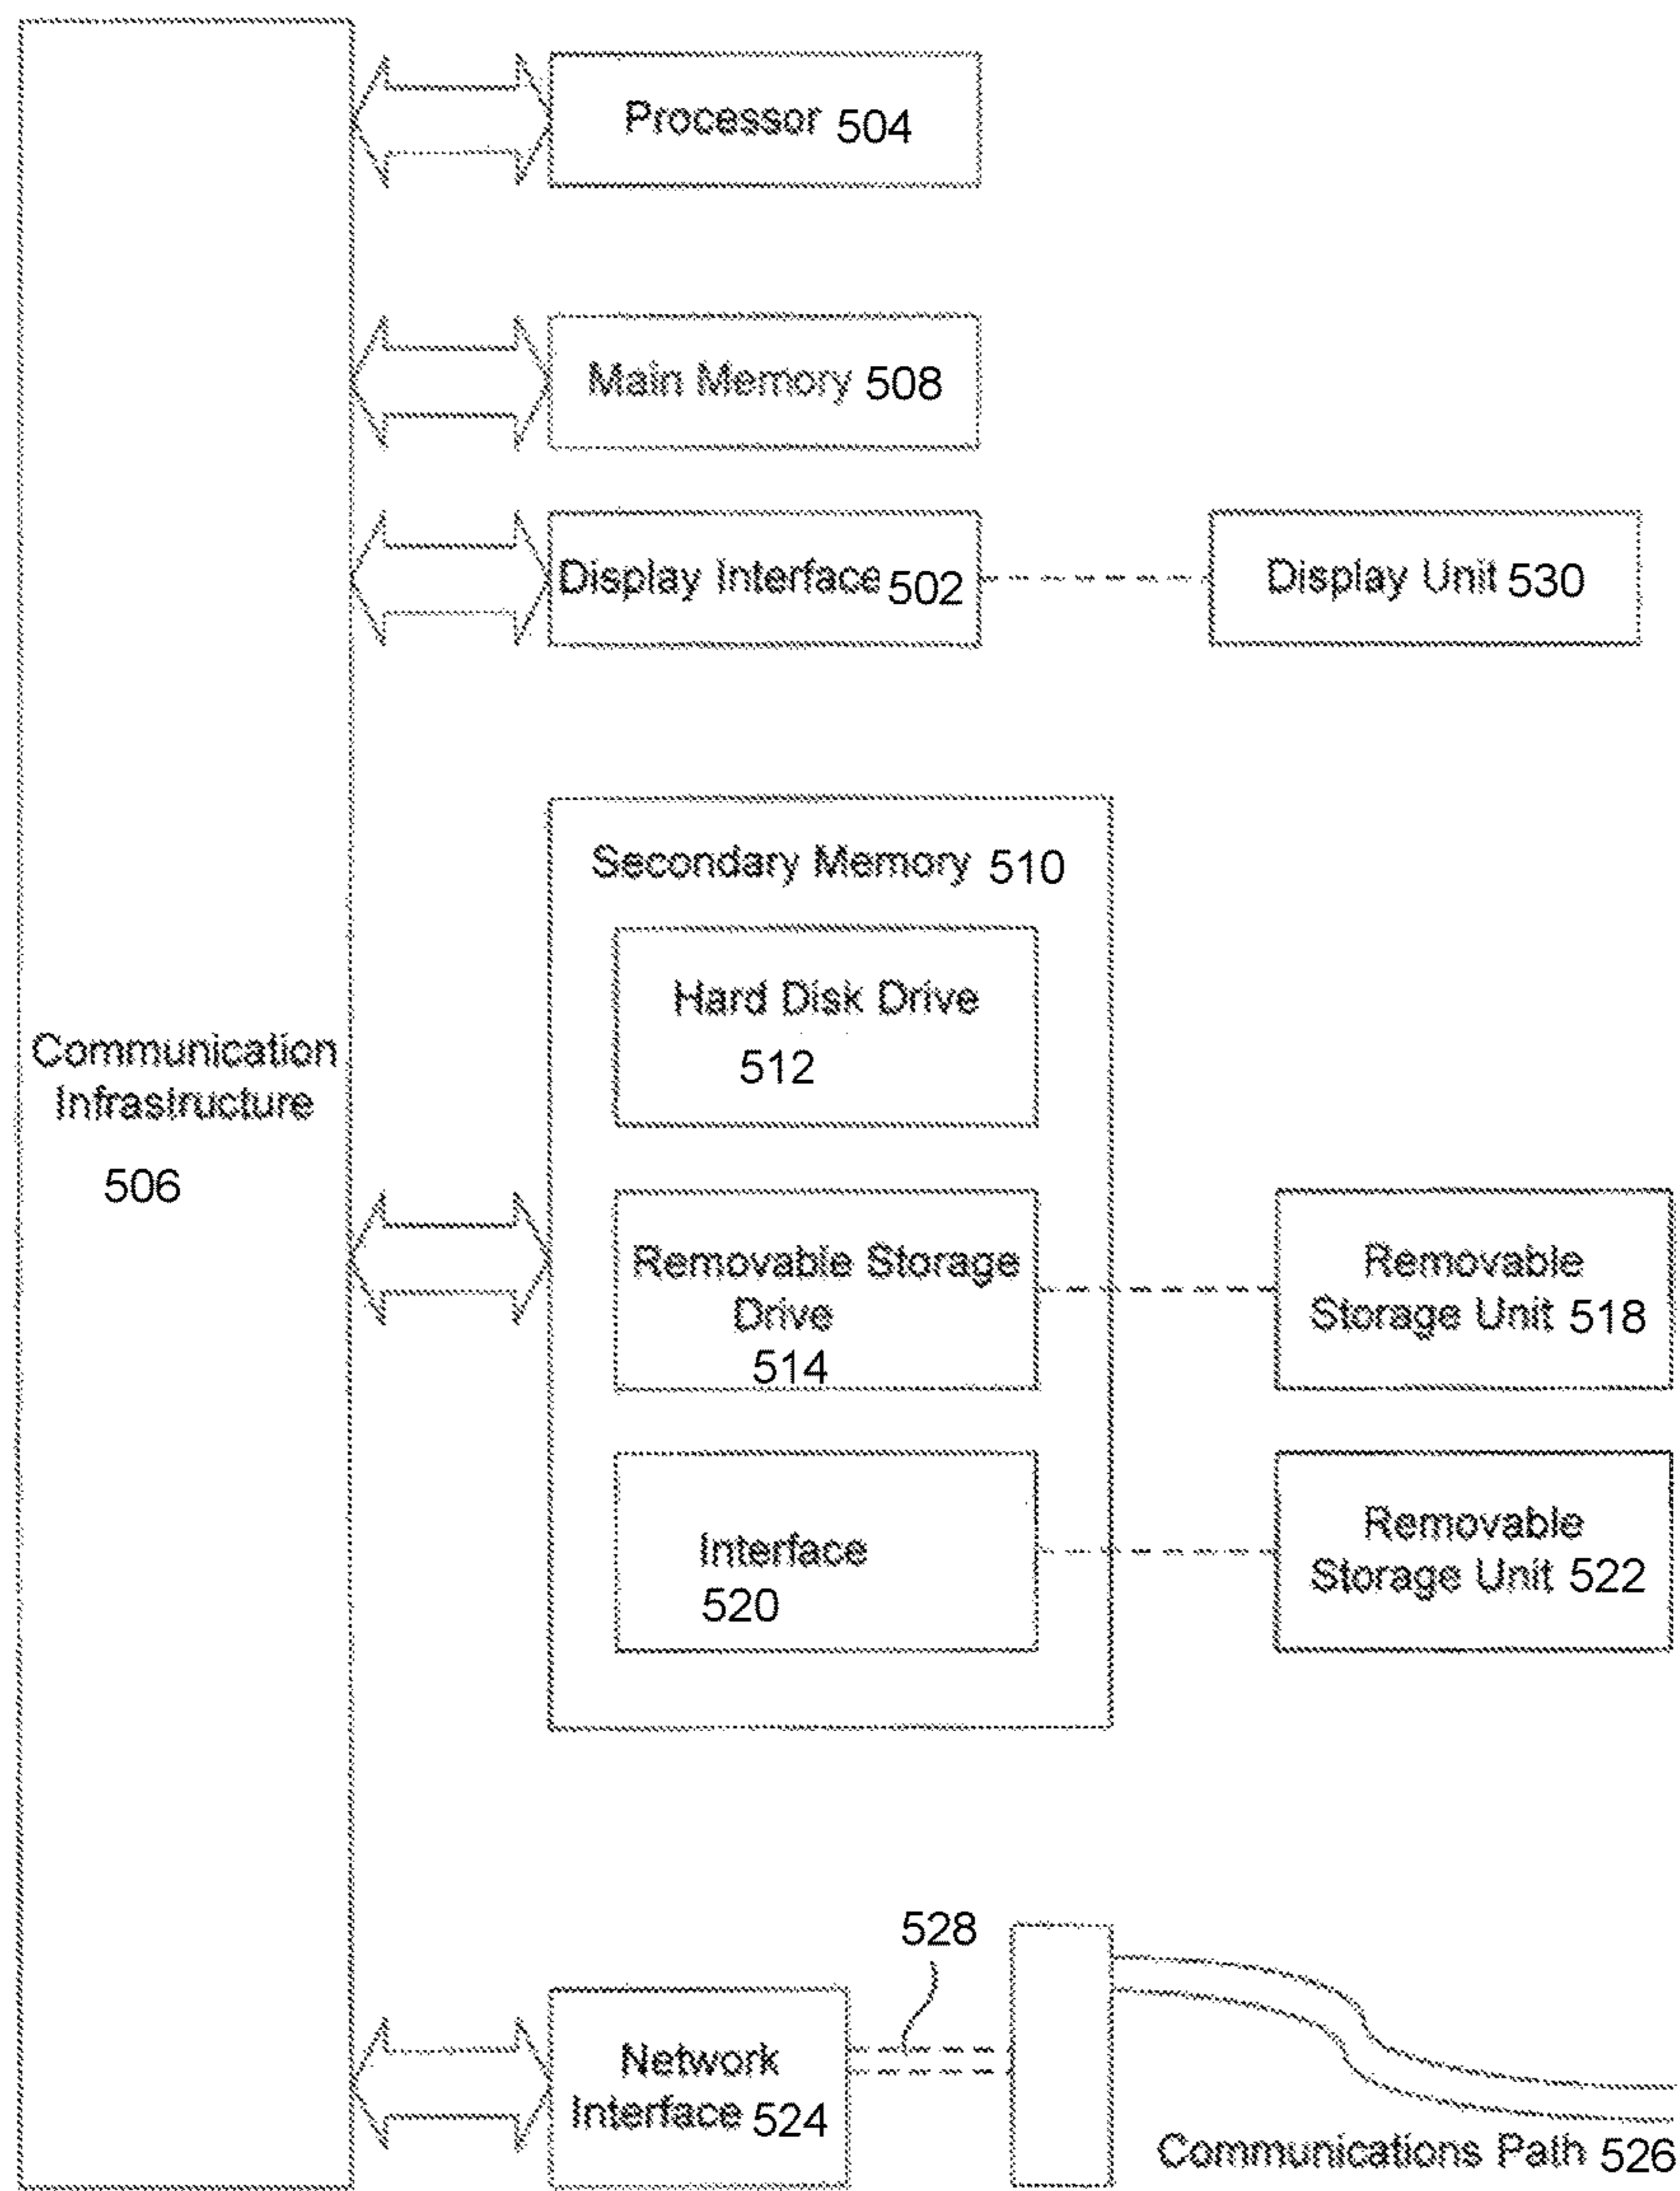 Processor 504
Main Memory 508
Display Interface 502
Display Unit 530
Secondary Memory 510
Hard Disk Drive
512
Communication
Infrastructure
506
Removable Storage
Drive
514
Removable
Storage Unit 518
Interface
520
Removable
Storage Unit 522
528
Network
Interface 524
Communications Path 526